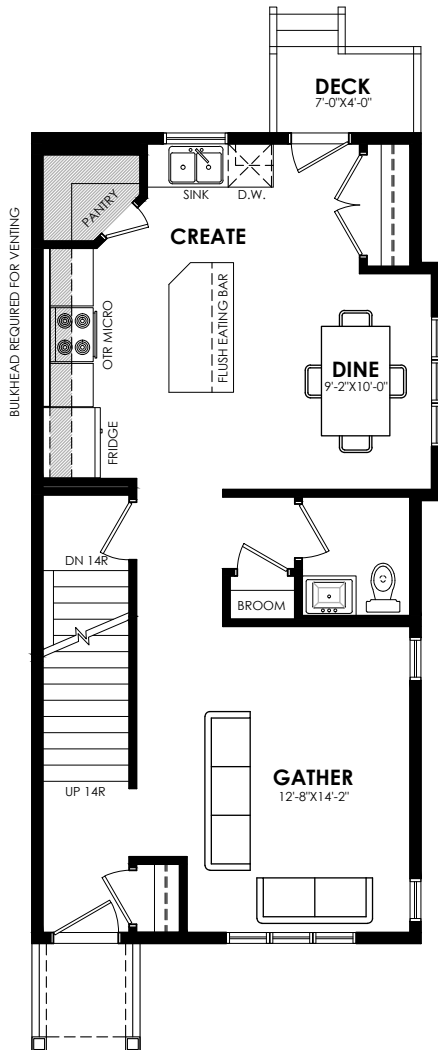 DECK
7'-0"X4'-0"
PANTRY
SINK
D.W.
CREATE
BULKHEAD REQUIRED FOR VENTING
OTR MICRO
FLUSH EATING BAR
DINE
9'-2"X10'-0"
FRIDGE
DN 14R
BROOM
UP 14R
GATHER
12'-8"X14'-2"